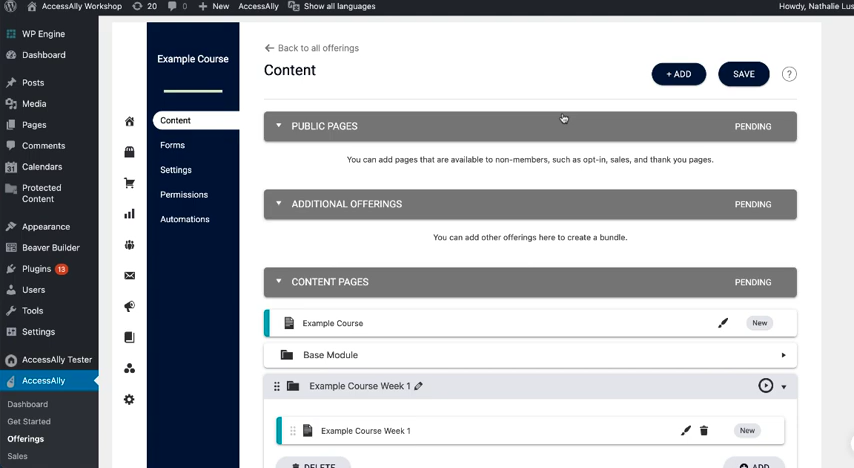 AccessAlly Workshop 20 0 New AccessAlly Show all languages Howdy, Nathalie Lus
WP Engine
Dashboard
Posts
Media
Pages
Comments
Calendars
Protected
Content
Appearance
Beaver Builder
Plugins 13
Users
Tools
Settings
AccessAlly Tester
AccessAlly
Dashboard
Get Started
Offerings
Sales
Example Course
Content
Forms
Settings
Permissions
Automations
Back to all offerings
Content
+ ADD
SAVE
?
PUBLIC PAGES PENDING
You can add pages that are available to non-members, such as opt-in, sales, and thank you pages.
ADDITIONAL OFFERINGS PENDING
You can add other offerings here to create a bundle.
CONTENT PAGES PENDING
Example Course New
Base Module
Example Course Week 1
Example Course Week 1 New
DELETE ADD